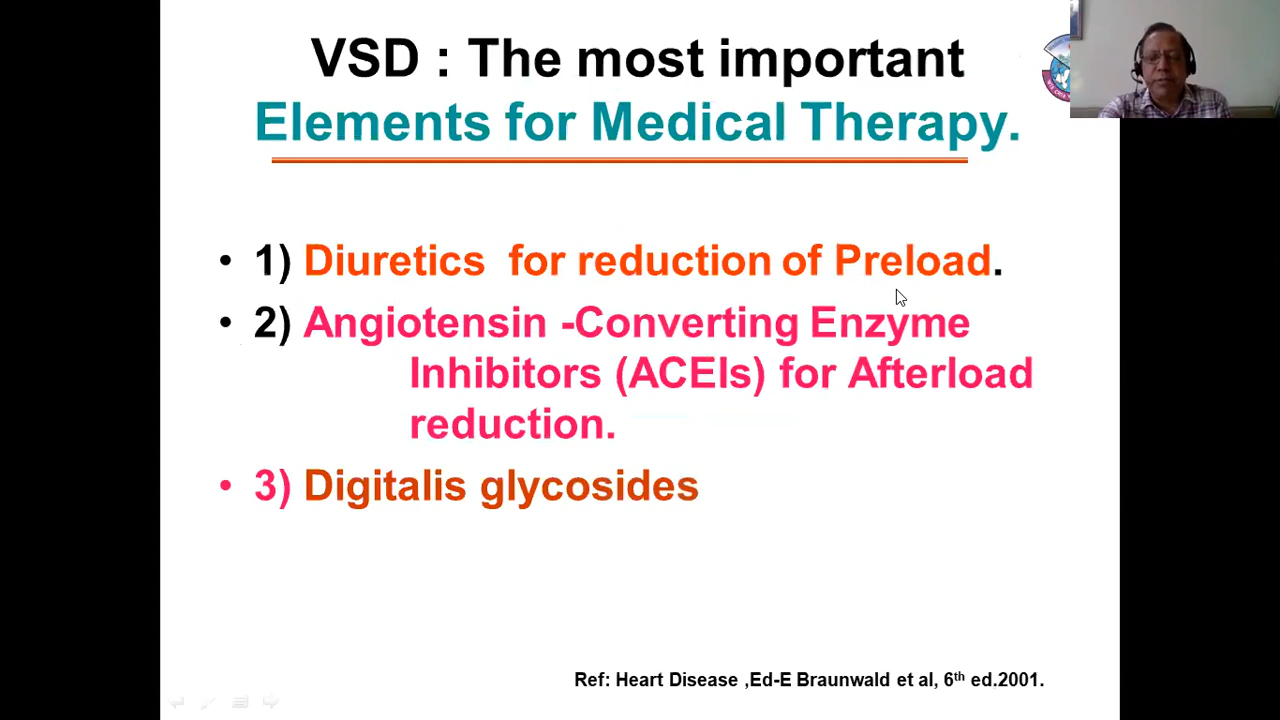 VSD : The most important
Elements for Medical Therapy.
• 1) Diuretics  for reduction of Preload.
• 2) Angiotensin -Converting Enzyme
Inhibitors (ACEIs) for Afterload
reduction.
• 3) Digitalis glycosides
Ref: Heart Disease ,Ed-E Braunwald et al, 6th ed.2001.